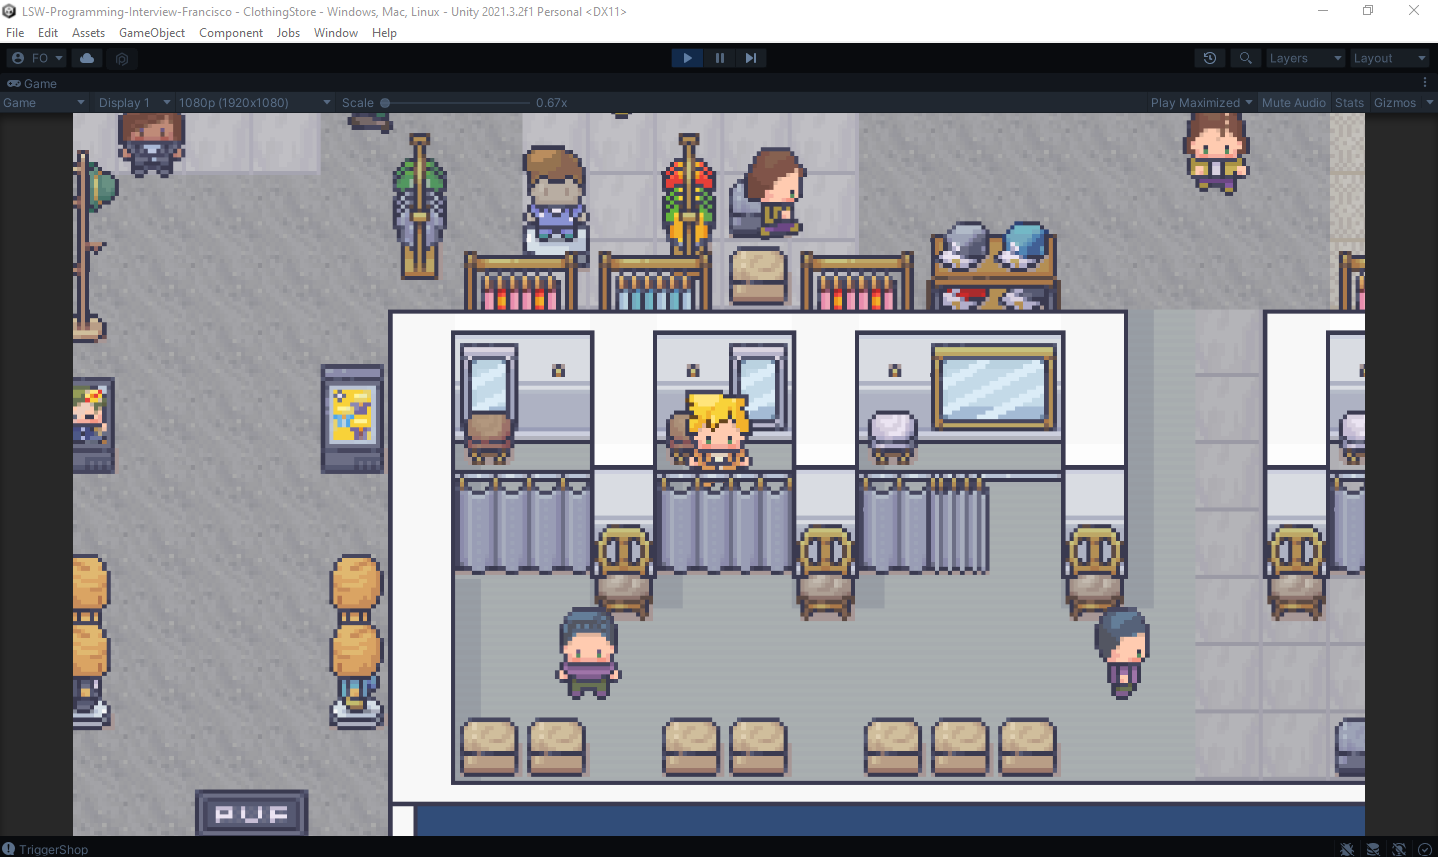 LSW-Programming-Interview-Francisco - ClothingStore - Windows, Mac, Linux - Unity 2021.3.2f1 Personal <DX11>
File Edit Assets GameObject Component Jobs Window Help
FO Layers Layout
Game
Game Display 1 1080p (1920x1080) Scale 0.67x Play Maximized Mute Audio Stats Gizmos
PUF
TriggerShop